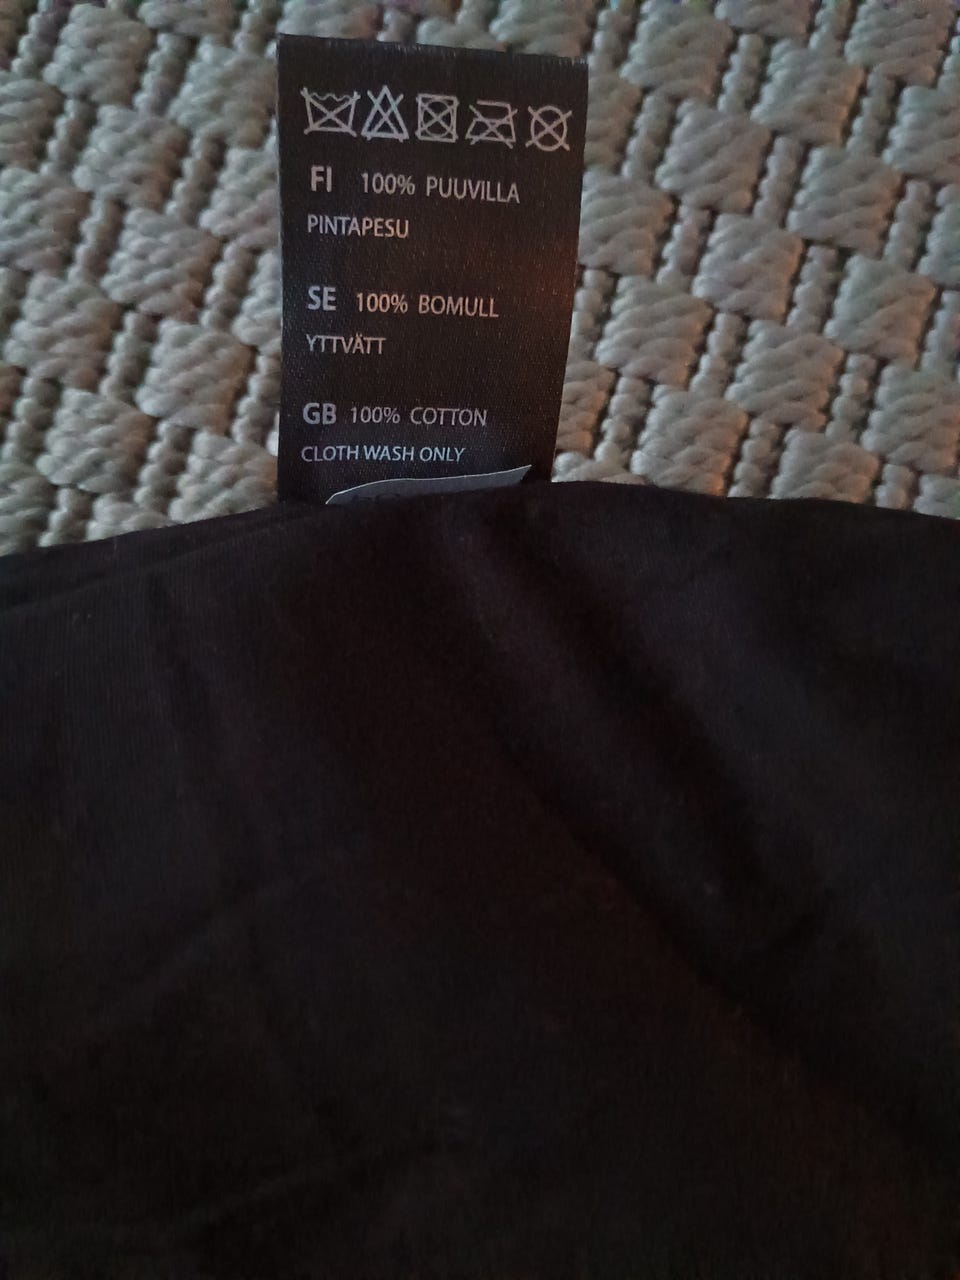 FI 100% PUUVILLA
PINTAPESU
SE 100% BOMULL
YTTVÄTT
GB 100% COTTON
CLOTH WASH ONLY